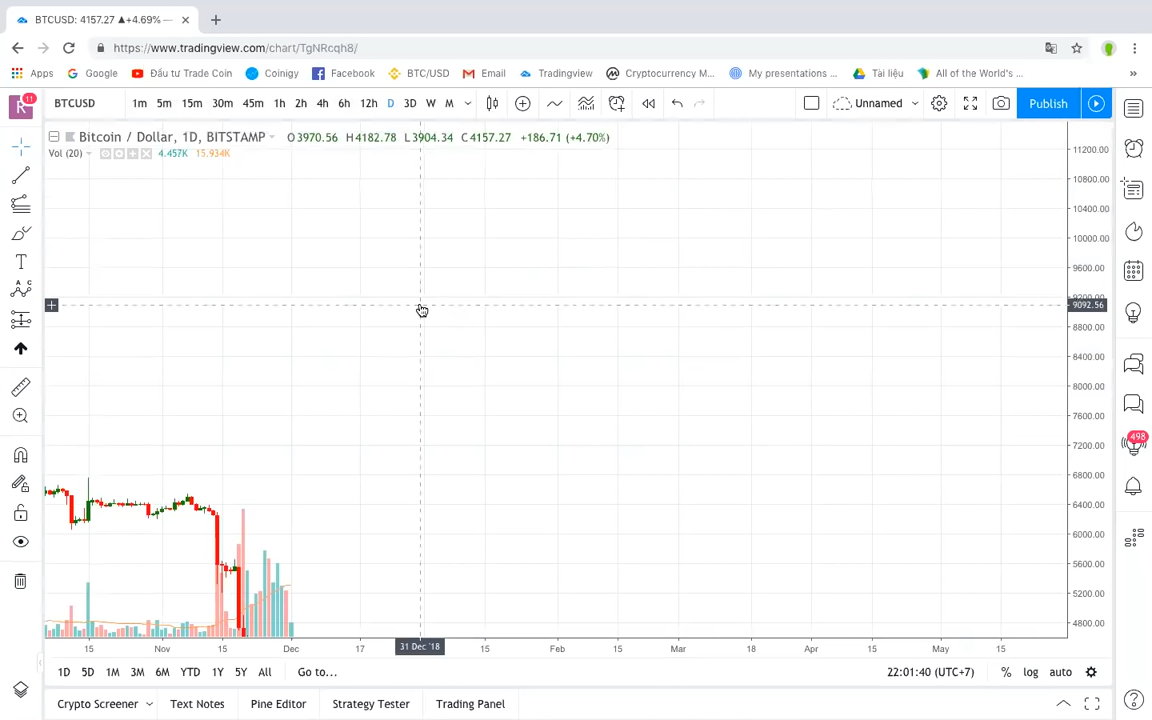 BTCUSD: 4157.27 ▲+4.69% —
https://www.tradingview.com/chart/TgNRcqh8/
Apps Google Đầu tư Trade Coin Coinigy Facebook BTC/USD Email Tradingview Cryptocurrency M... My presentations ... Tài liệu All of the World's ... »
R 11 BTCUSD 1m 5m 15m 30m 45m 1h 2h 4h 6h 12h D 3D W M Unnamed Publish
Bitcoin / Dollar, 1D, BITSTAMP O3970.56 H4182.78 L3904.34 C4157.27 +186.71 (+4.70%)
Vol (20) 4.457K 15.934K
11200.00
10800.00
10400.00
10000.00
9600.00
9092.56
8800.00
8400.00
8000.00
7600.00
7200.00
498
6800.00
6400.00
6000.00
5600.00
5200.00
4800.00
15 Nov 15 Dec 17 31 Dec '18 15 Feb 15 Mar 18 Apr 15 May 15
1D 5D 1M 3M 6M YTD 1Y 5Y All Go to... 22:01:40 (UTC+7) % log auto
Crypto Screener Text Notes Pine Editor Strategy Tester Trading Panel